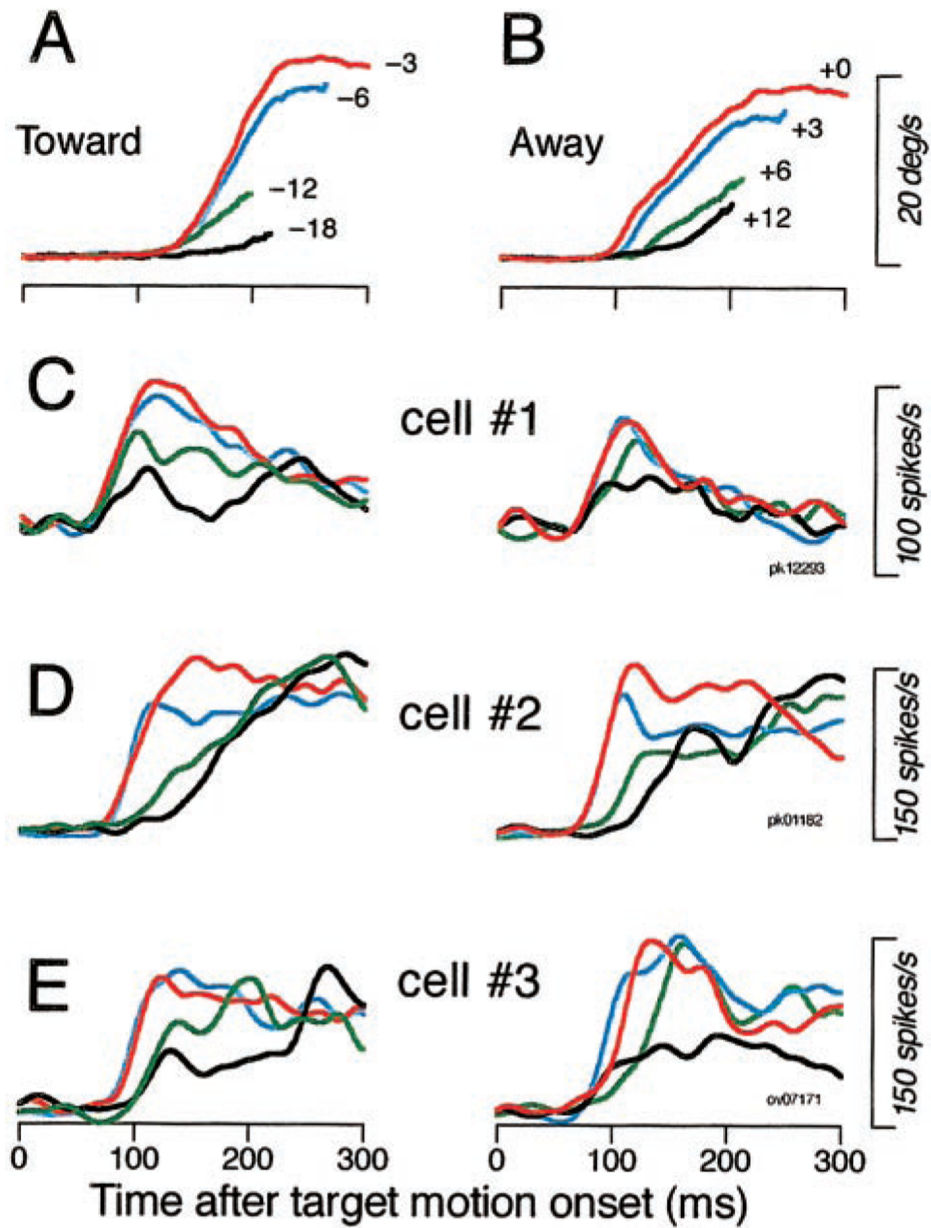 A
B
−3
−6
−12
−18
Toward
+0
+3
+6
+12
Away
20 deg/s
C
cell #1
pk12293
100 spikes/s
D
cell #2
pk01182
150 spikes/s
E
cell #3
ov07171
150 spikes/s
0 100 200 300 0 100 200 300
Time after target motion onset (ms)